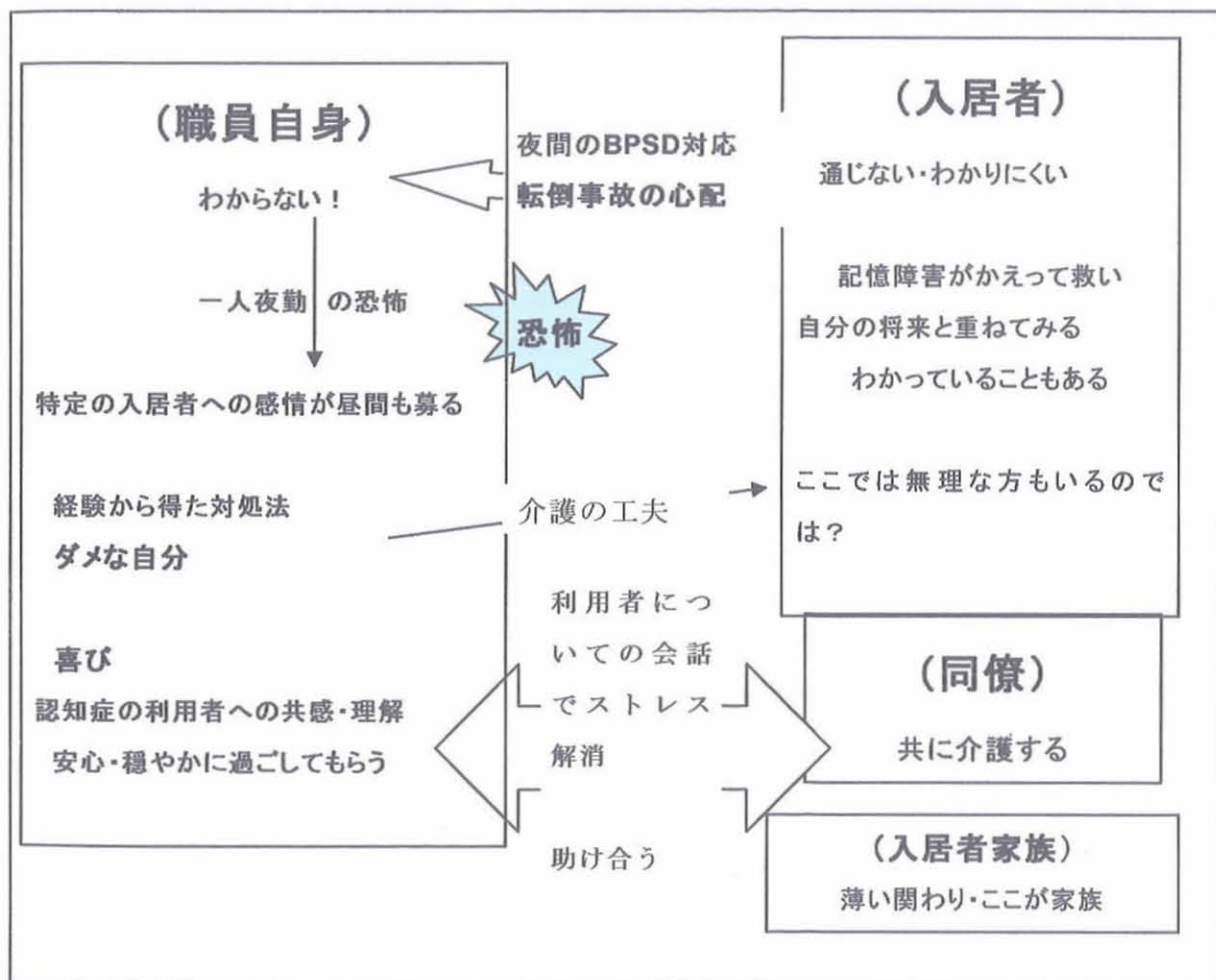 （職員自身）
わからない！
一人夜勤 の恐怖
特定の入居者への感情が昼間も募る
経験から得た対処法
ダメな自分
喜び
認知症の利用者への共感・理解
安心・穏やかに過ごしてもらう
夜間のBPSD対応
転倒事故の心配
恐怖
介護の工夫
利用者につ
いての会話
でストレス
解消
助け合う
（入居者）
通じない・わかりにくい
記憶障害がかえって救い
自分の将来と重ねてみる
わかっていることもある
ここでは無理な方もいるので
は？
（同僚）
共に介護する
（入居者家族）
薄い関わり・ここが家族